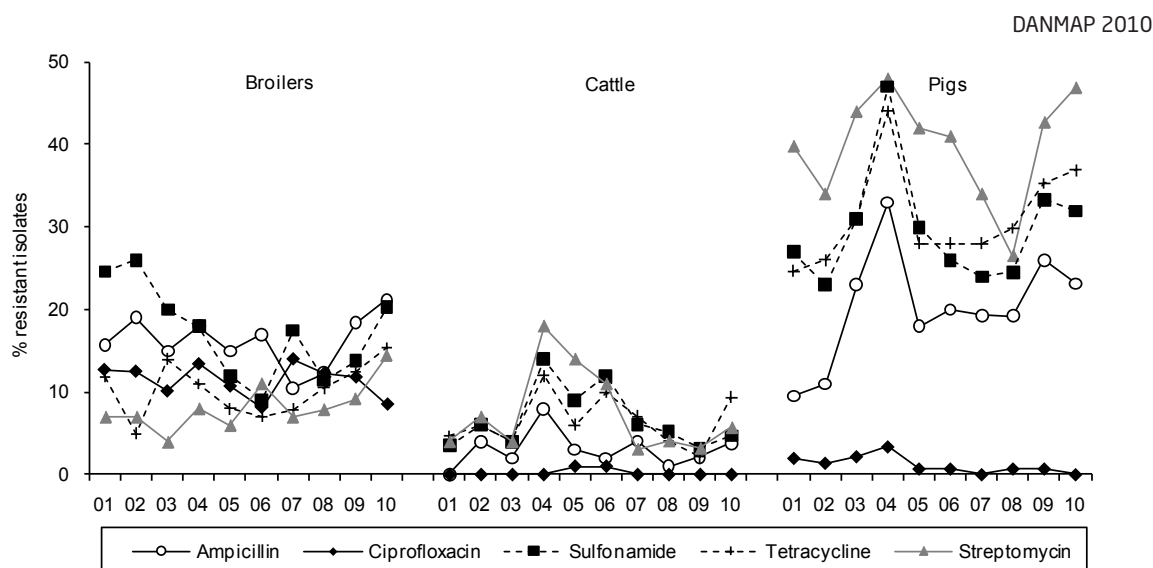 DANMAP 2010
50
40
30
20
10
0
% resistant isolates
Broilers Cattle Pigs
01 02 03 04 05 06 07 08 09 10 01 02 03 04 05 06 07 08 09 10 01 02 03 04 05 06 07 08 09 10
Ampicillin Ciprofloxacin Sulfonamide Tetracycline Streptomycin